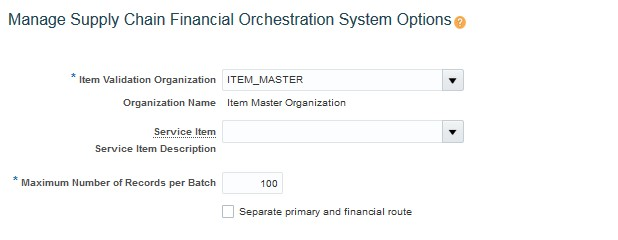 Manage Supply Chain Financial Orchestration System Options ?
* Item Validation Organization ITEM_MASTER
Organization Name Item Master Organization
Service Item
Service Item Description
* Maximum Number of Records per Batch 100
Separate primary and financial route